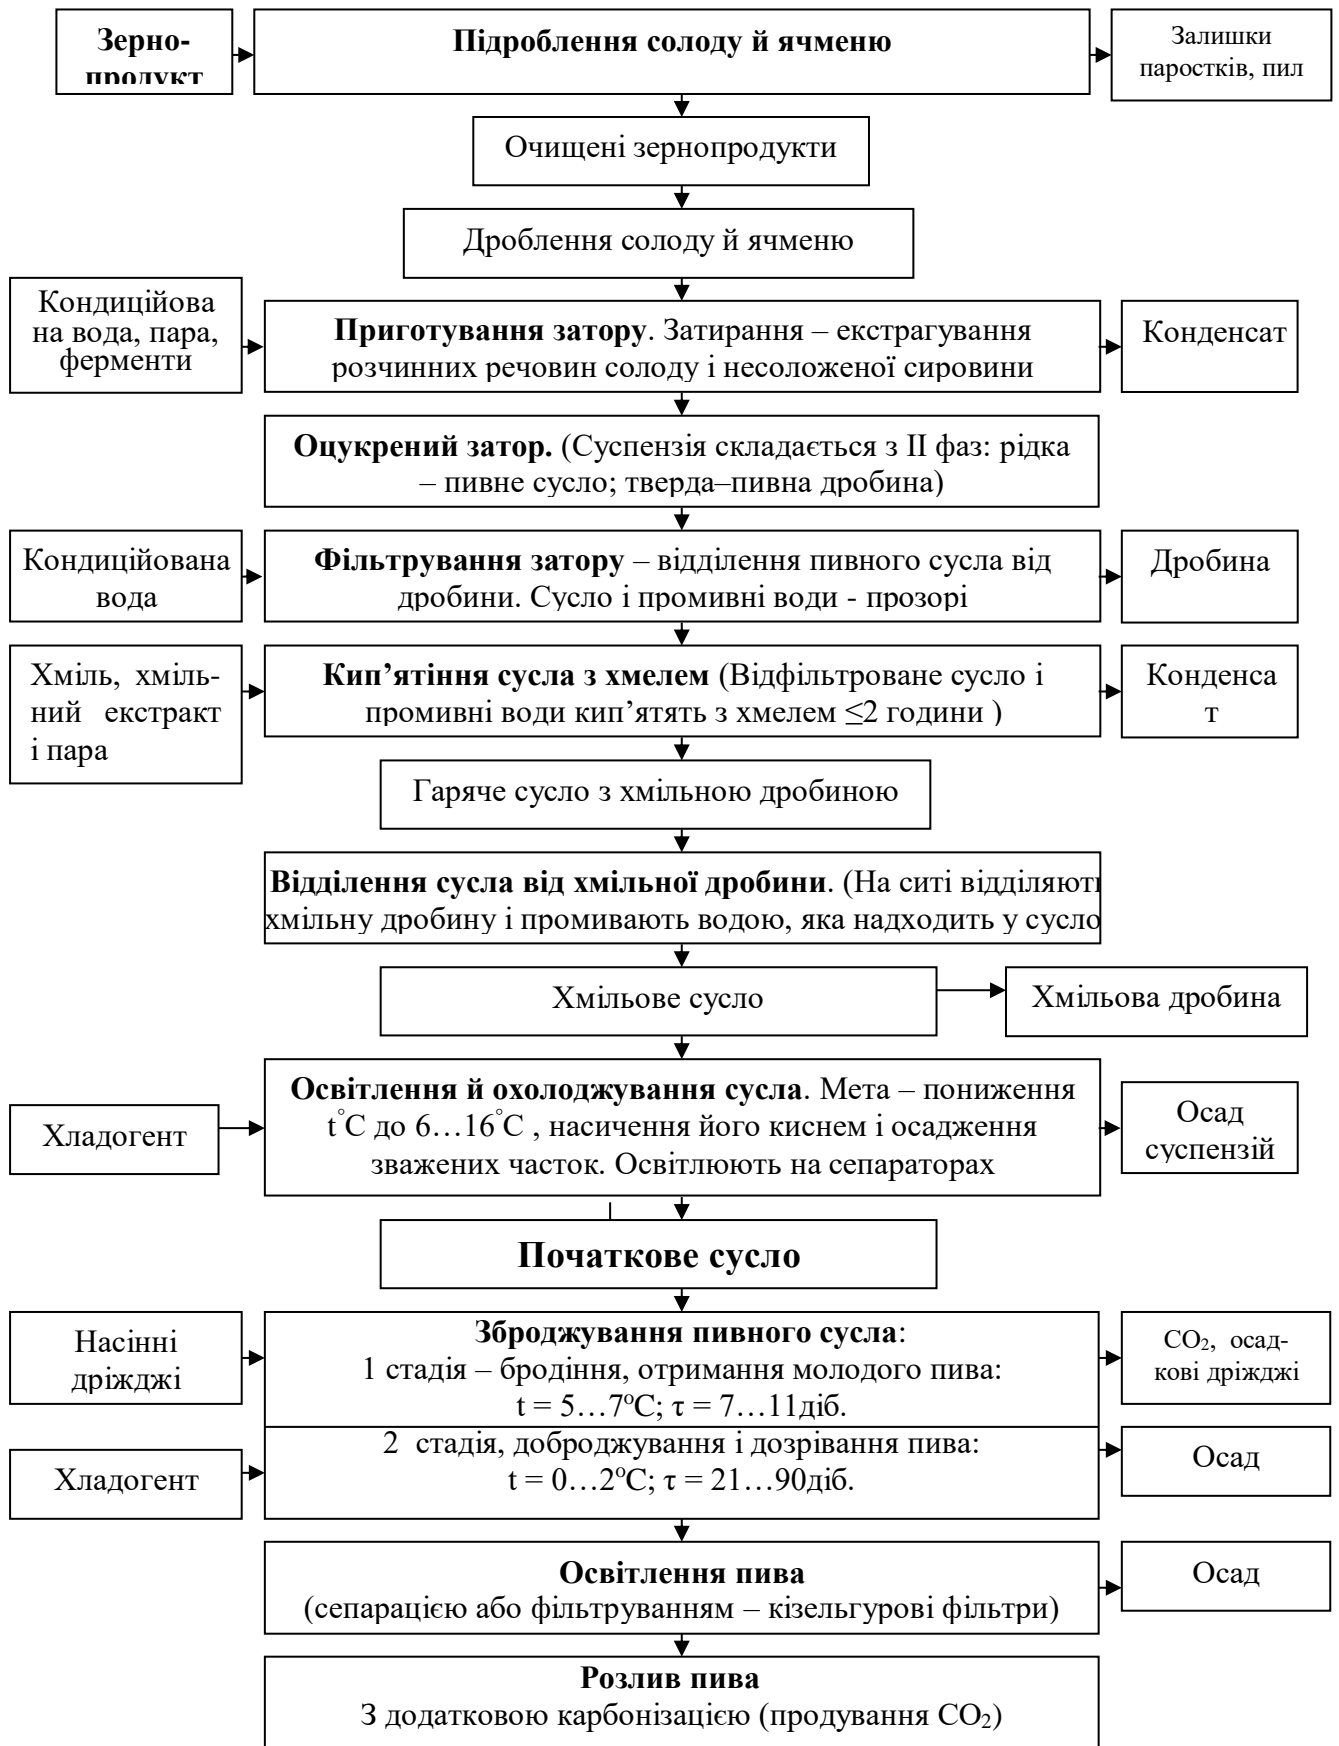 Зерно-
продукт
Підроблення солоду й ячменю
Залишки
паростків, пил
Очищені зернопродукти
Дроблення солоду й ячменю
Кондиційова
на вода, пара,
ферменти
Приготування затору. Затирання – екстрагування
розчинних речовин солоду і несоложеної сировини
Конденсат
Оцукрений затор. (Суспензія складається з ІІ фаз: рідка
– пивне сусло; тверда–пивна дробина)
Кондиційована
вода
Фільтрування затору – відділення пивного сусла від
дробини. Сусло і промивні води - прозорі
Дробина
Хміль, хміль-
ний екстракт
і пара
Кип’ятіння сусла з хмелем (Відфільтроване сусло і
промивні води кип’ятять з хмелем ≤2 години )
Конденса
т
Гаряче сусло з хмільною дробиною
Відділення сусла від хмільної дробини. (На ситі відділяють
хмільну дробину і промивають водою, яка надходить у сусло
Хмільове сусло
Хмільова дробина
Хладогент
Освітлення й охолоджування сусла. Мета – пониження
t°С до 6…16°С , насичення його киснем і осадження
зважених часток. Освітлюють на сепараторах
Осад
суспензій
Початкове сусло
Насінні
дріжджі
Зброджування пивного сусла:
1 стадія – бродіння, отримання молодого пива:
t = 5…7ºС; τ = 7…11діб.
СО₂, осад-
кові дріжджі
Хладогент
2 стадія, доброджування і дозрівання пива:
t = 0…2ºС; τ = 21…90діб.
Осад
Освітлення пива
(сепарацією або фільтруванням – кізельгурові фільтри)
Осад
Розлив пива
З додатковою карбонізацією (продування СО₂)